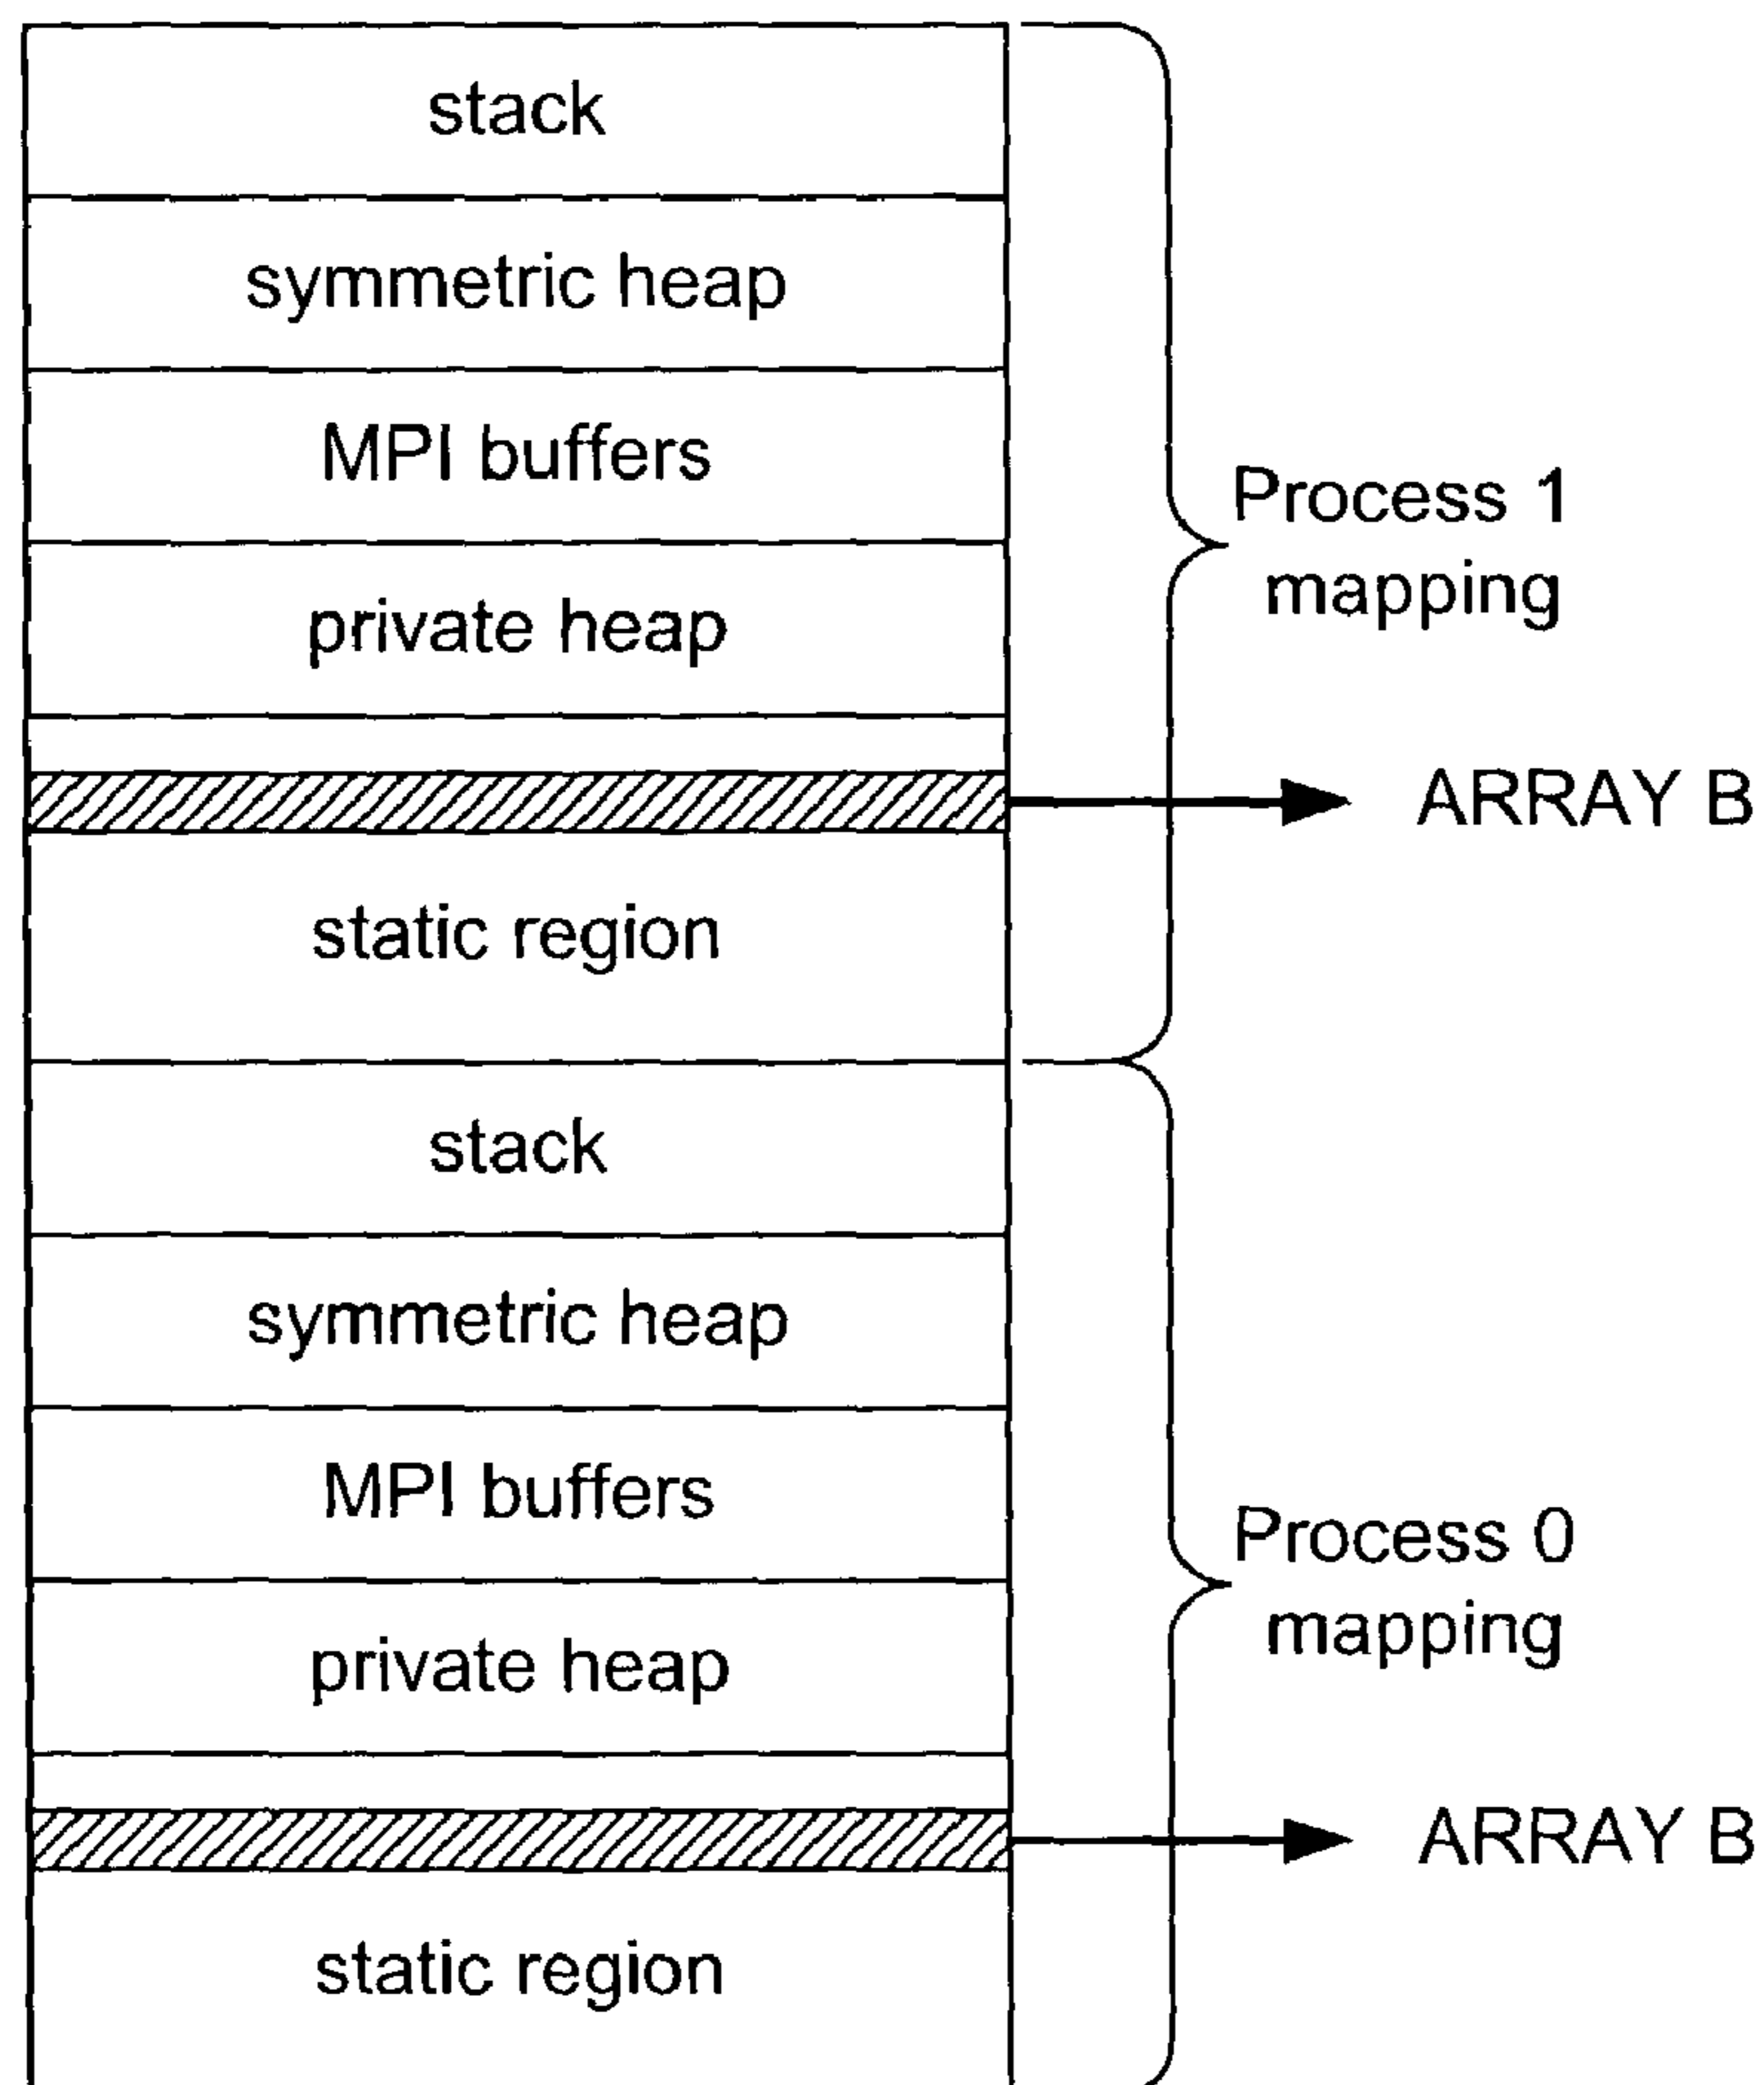 stack
symmetric heap
MPI buffers
Process 1
mapping
private heap
ARRAY B
static region
stack
symmetric heap
MPI buffers
Process 0
mapping
private heap
ARRAY B
static region